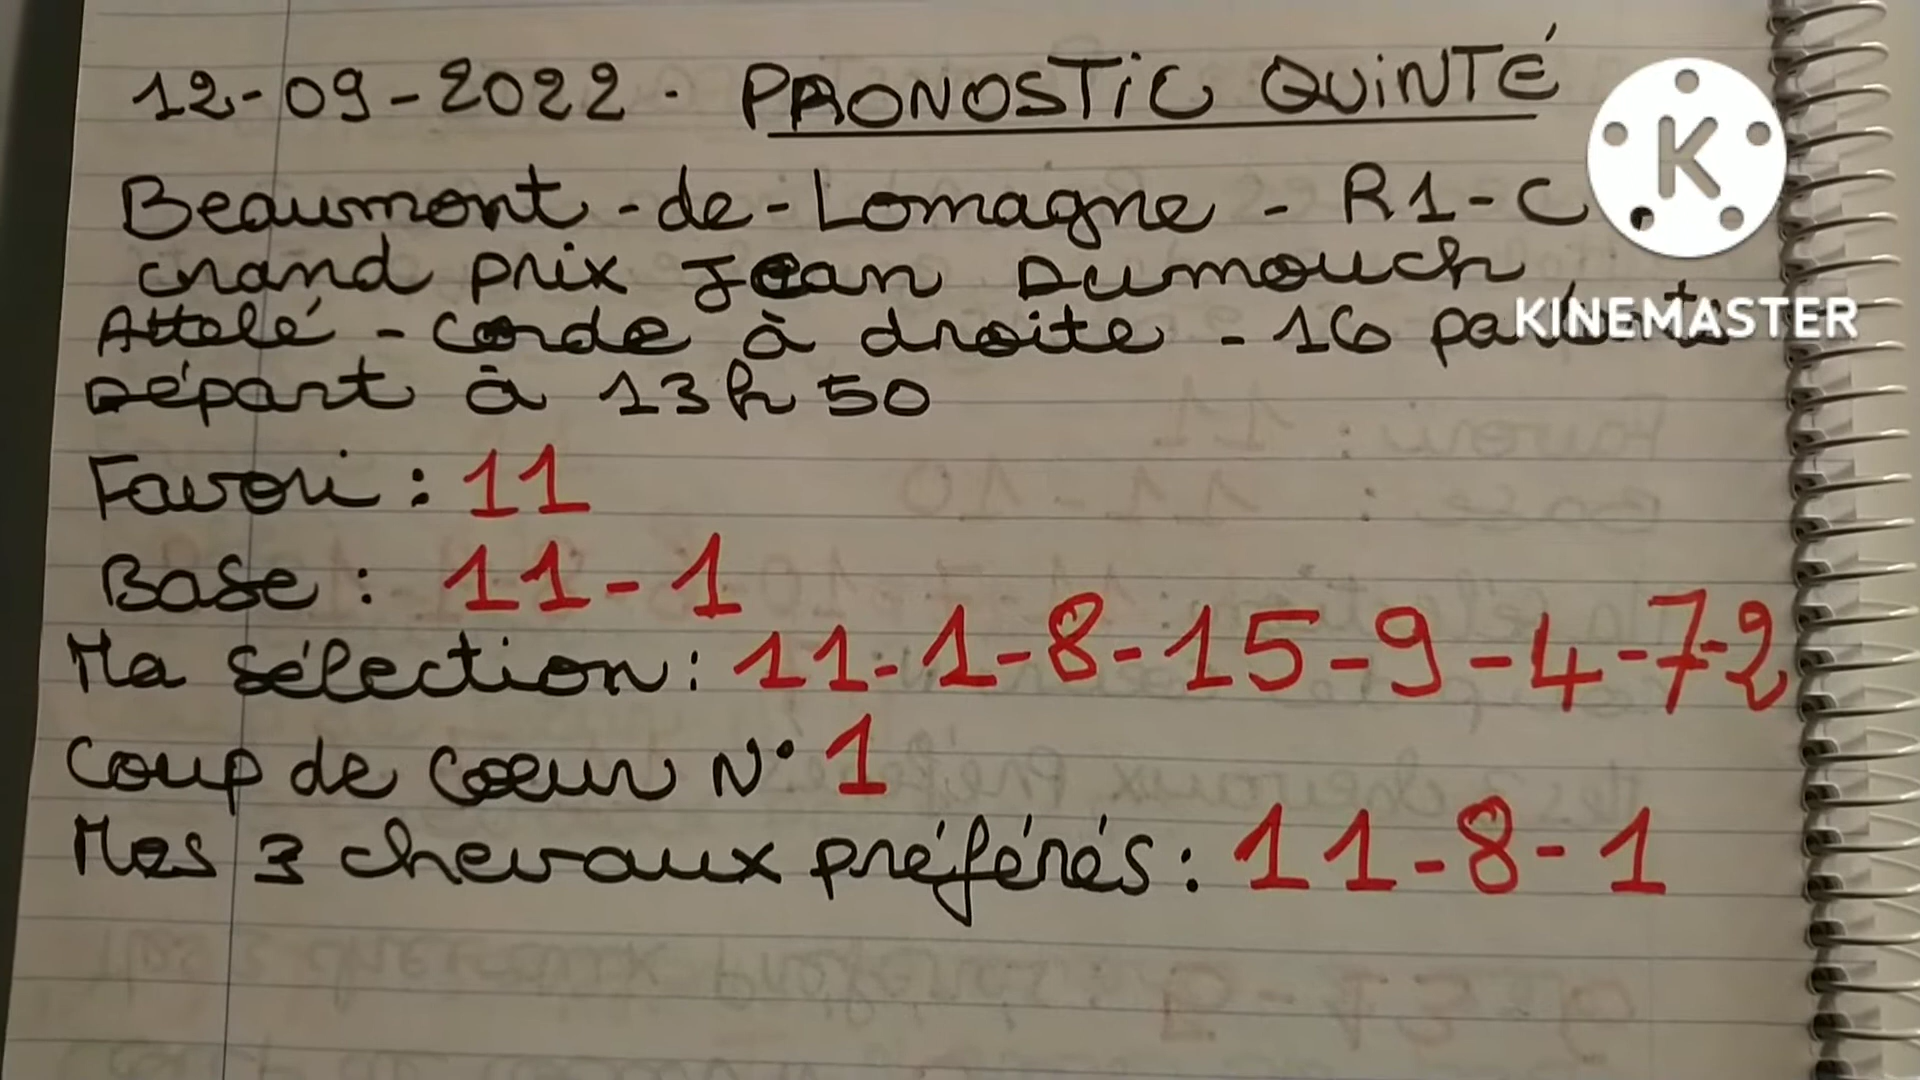 12-09-2022. PRONOSTIC QUINTÉ
Beaumont-de-Lomagne - R1-C
Grand prix Jean Dumouch
Attelé - Corde à droite - 16 partants
Départ à 13h50
Favori : 11
Base : 11-1
Ma sélection : 11-1-8-15-9-4-7-2
Coup de cœur N° 1
Mes 3 chevaux préférés : 11-8-1
K
KINEMASTER